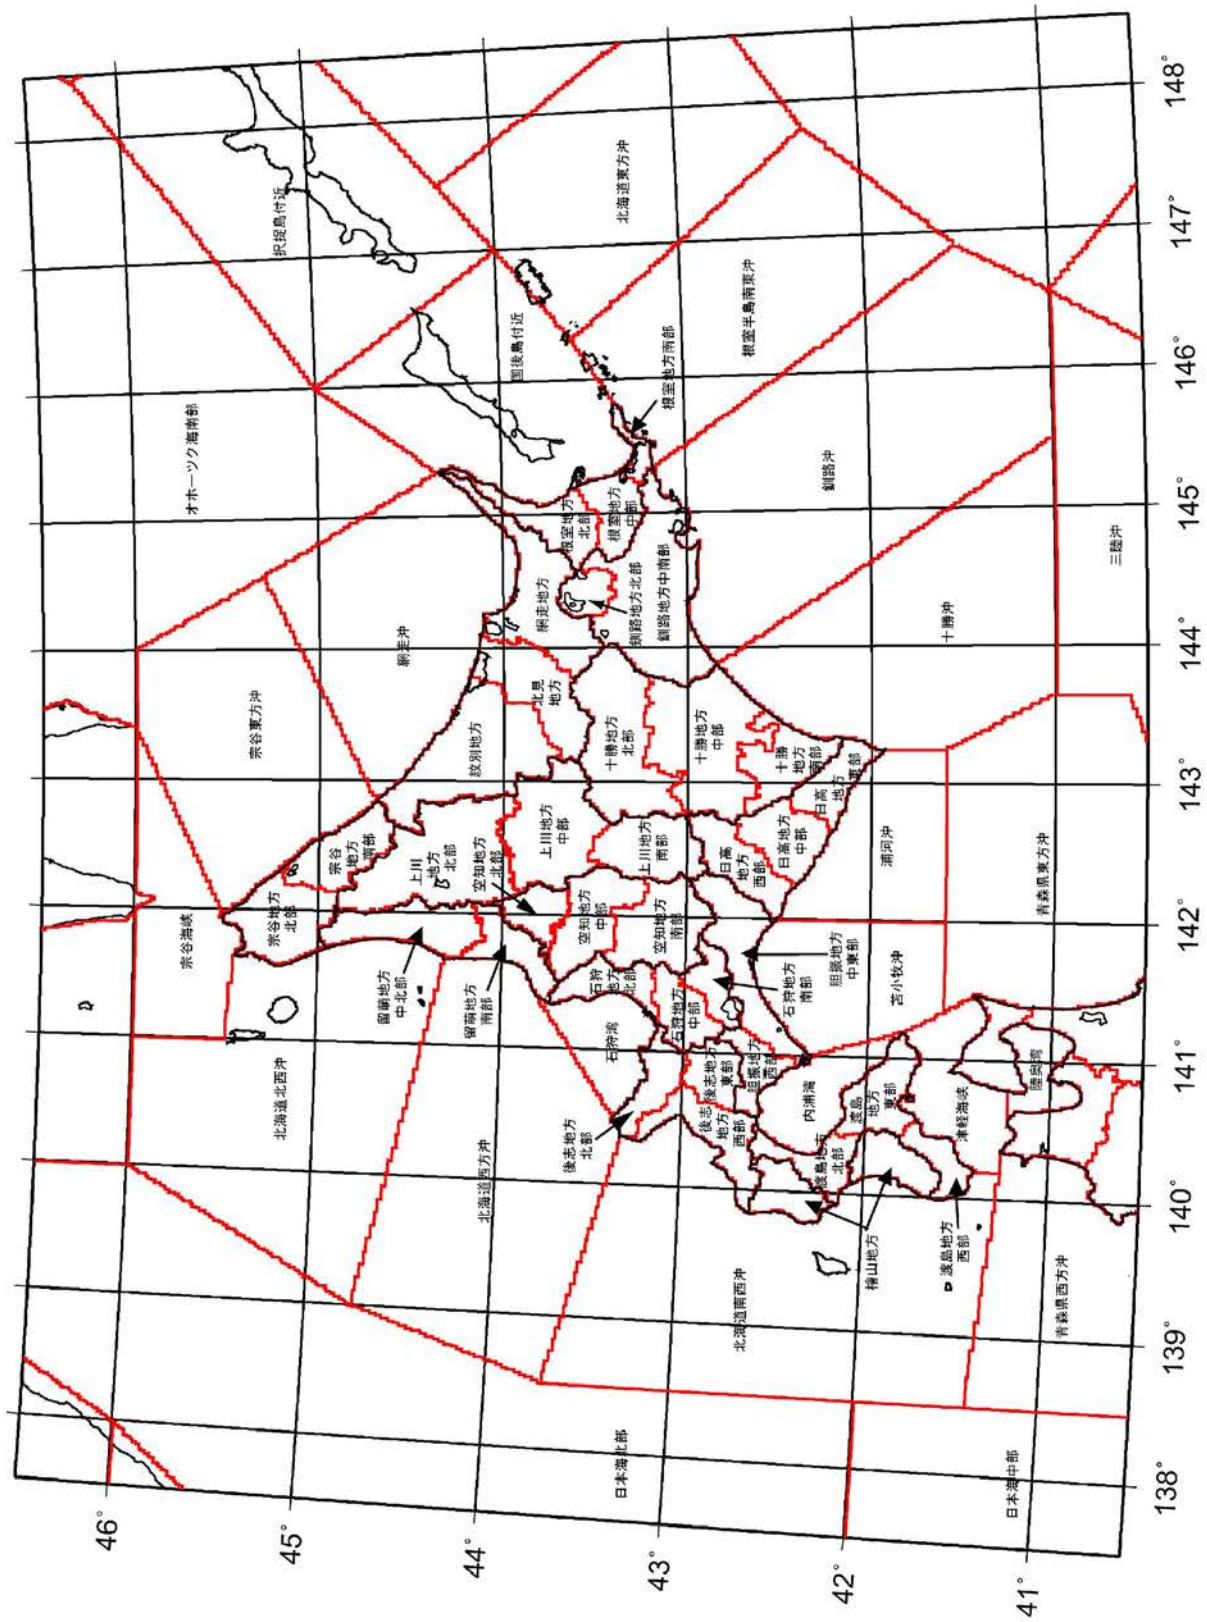 46°
45°
44°
43°
42°
41°
138°
139°
140°
141°
142°
143°
144°
145°
146°
147°
148°
択捉島付近
オホーツク海南部
国後島付近
北海道東方沖
根室半島南東沖
根室地方南部
釧路沖
三陸沖
十勝沖
網走沖
宗谷東方沖
宗谷海峡
北海道北西沖
北海道西方沖
北海道南西沖
日本海北部
日本海中部
青森県西方沖
青森県東方沖
浦河沖
苫小牧沖
津軽海峡
陸奥湾
内浦湾
石狩湾
根室地方
北部
根室地方
中部
釧路地方北部
釧路地方中南部
網走地方
北見
地方
紋別地方
十勝地方
北部
十勝地方
中部
十勝
地方
南部
日高
地方
東部
日高地方
中部
日高
地方
西部
上川地方
中部
上川地方
南部
上川
地方
北部
宗谷
地方
南部
宗谷地方
北部
空知地方
北部
空知地方
中部
空知地方
南部
留萌地方
中北部
留萌地方
南部
石狩
地方
北部
石狩地方
中部
石狩地方
南部
胆振地方
中東部
胆振地方
西部
後志地方
東部
後志
地方
西部
後志地方
北部
渡島
地方
東部
渡島地方
北部
渡島地方
西部
檜山地方